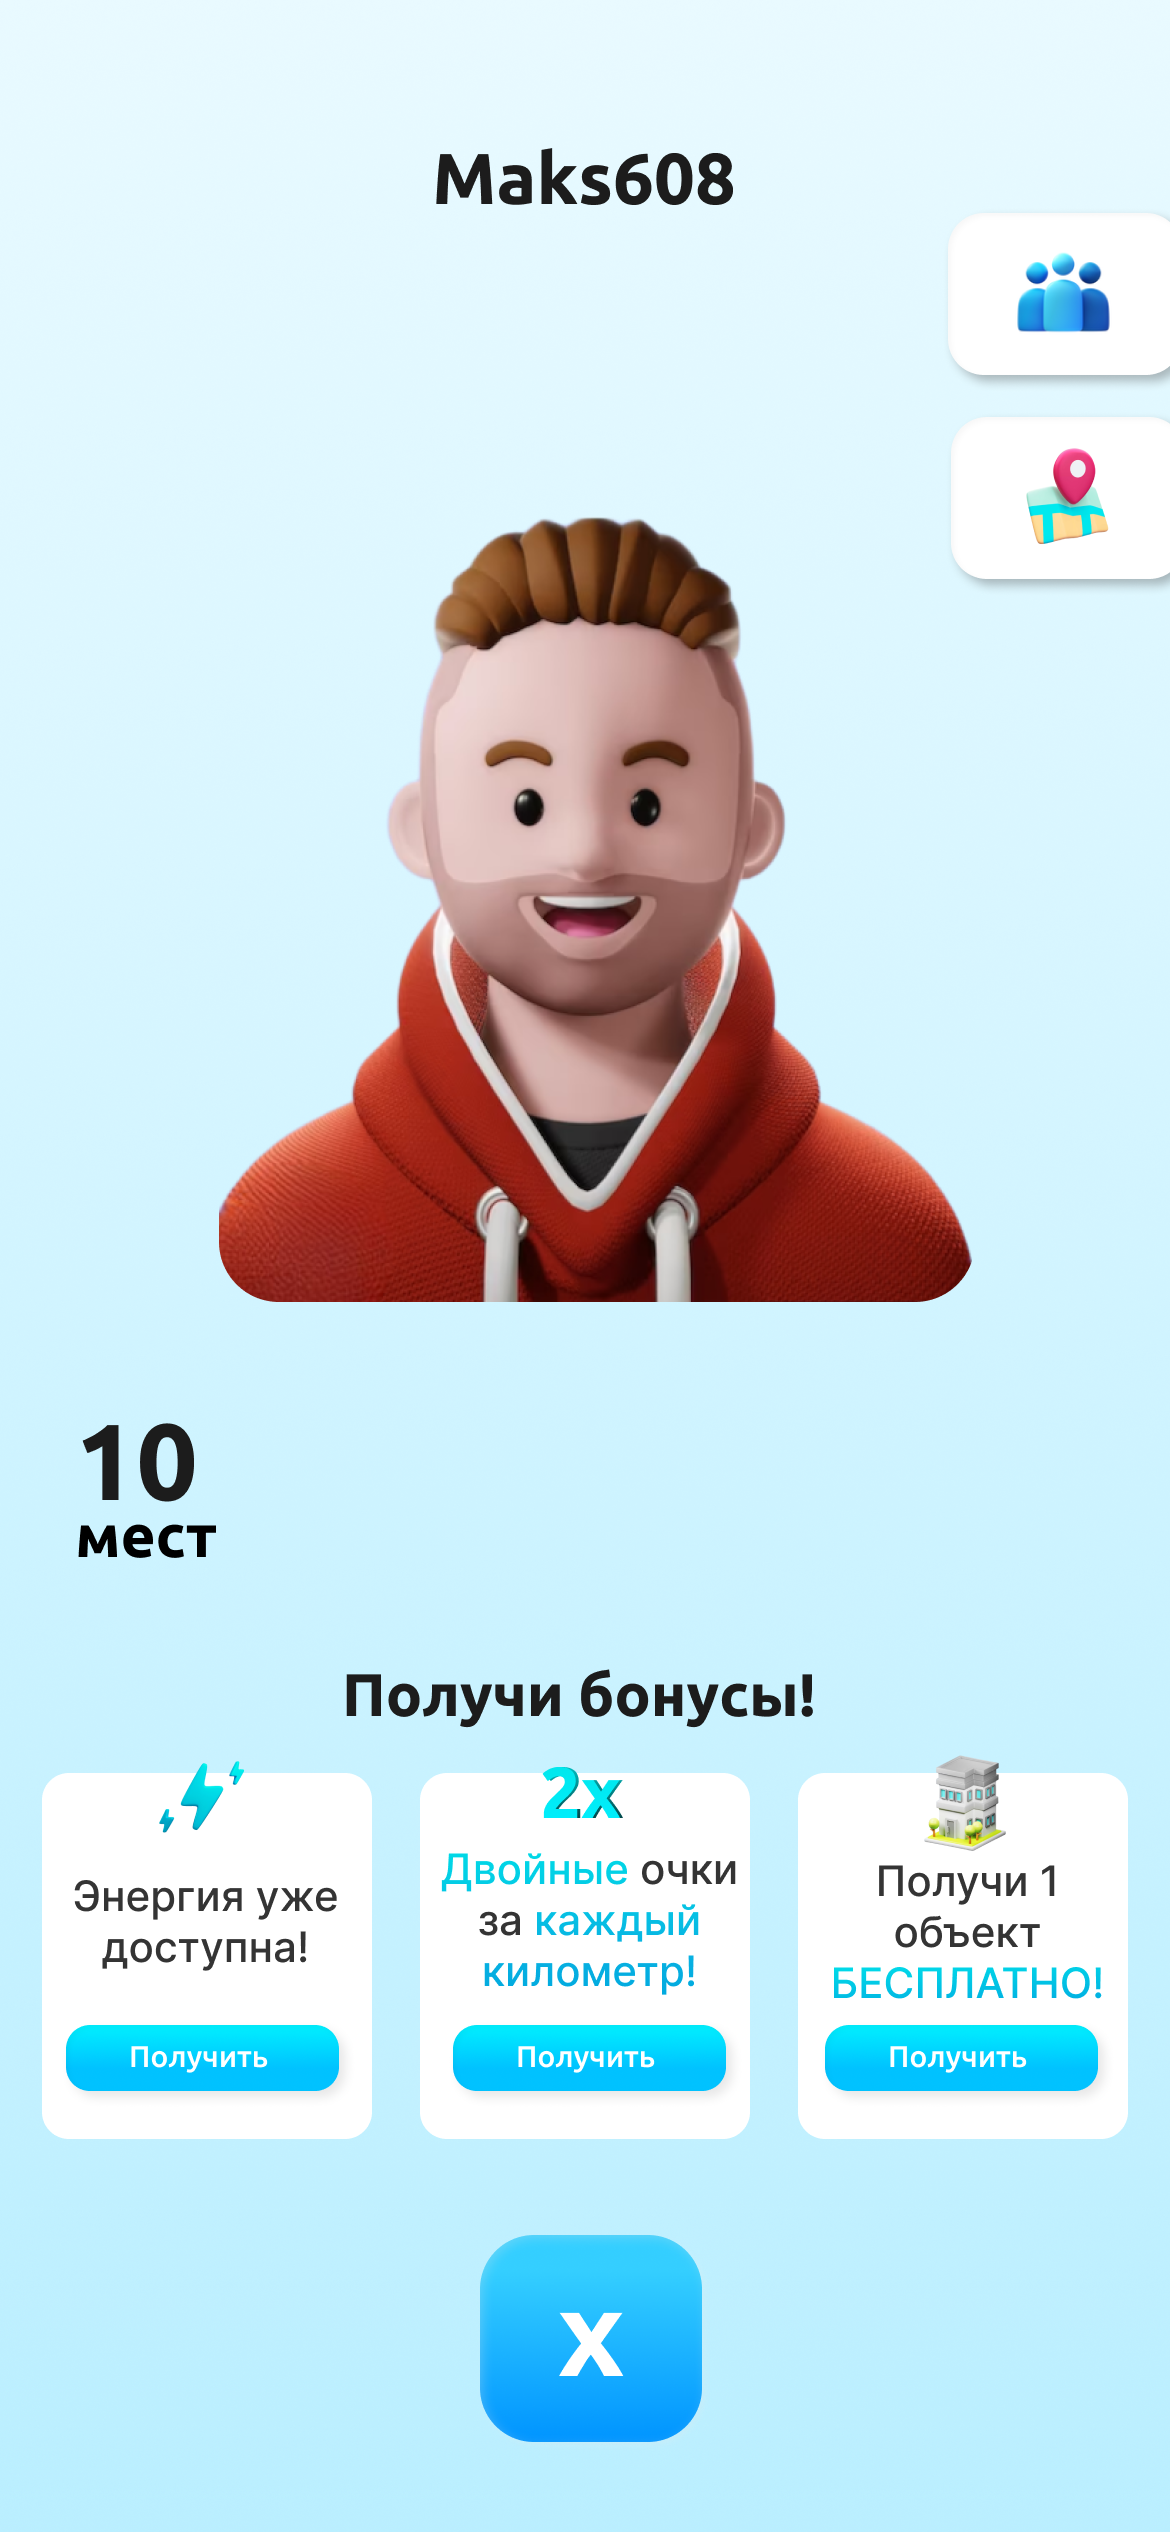 Maks608
10
мест
Получи бонусы!
Энергия уже
доступна!
Получить
2x
Двойные очки
за каждый
километр!
Получить
Получи 1
объект
БЕСПЛАТНО!
Получить
x